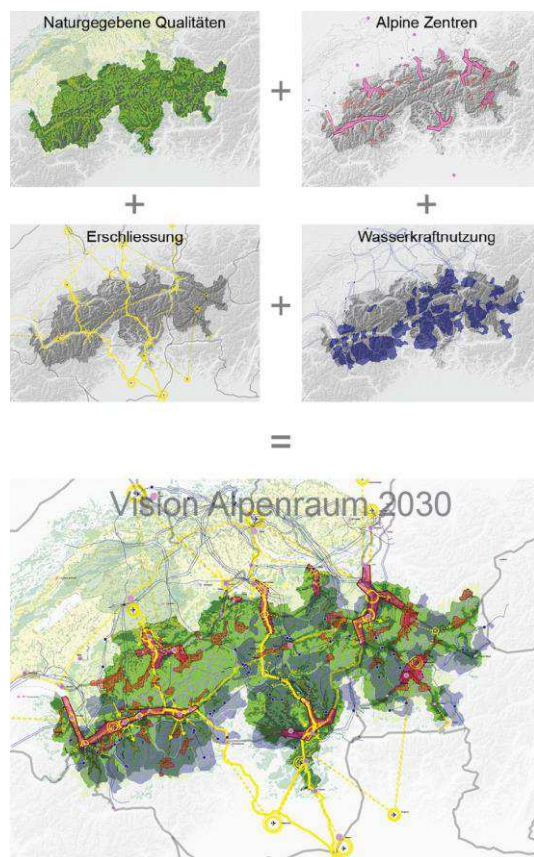 Naturgegebene Qualitäten
Alpine Zentren
+
+
+
Erschliessung
Wasserkraftnutzung
+
=
Vision Alpenraum 2030